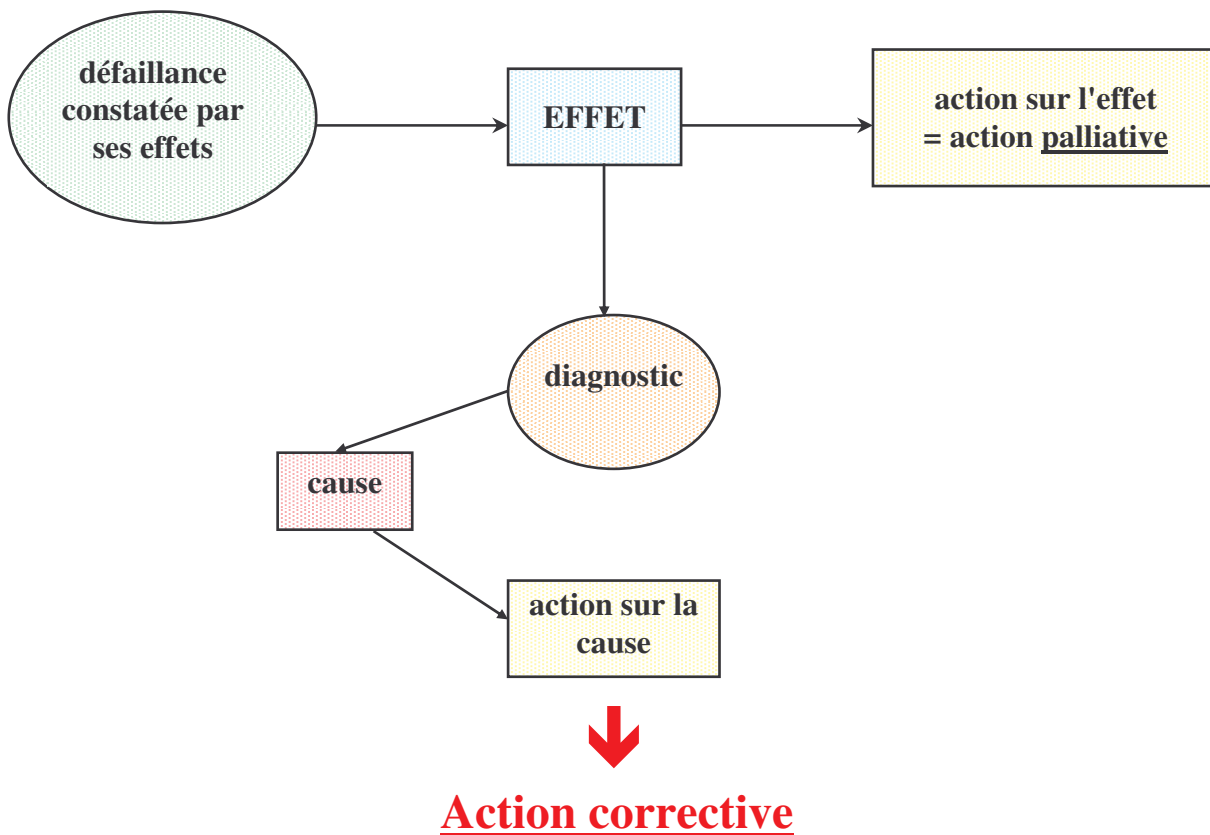 défaillance
constatée par
ses effets
EFFET
action sur l'effet
= action palliative
diagnostic
cause
action sur la
cause
Action corrective